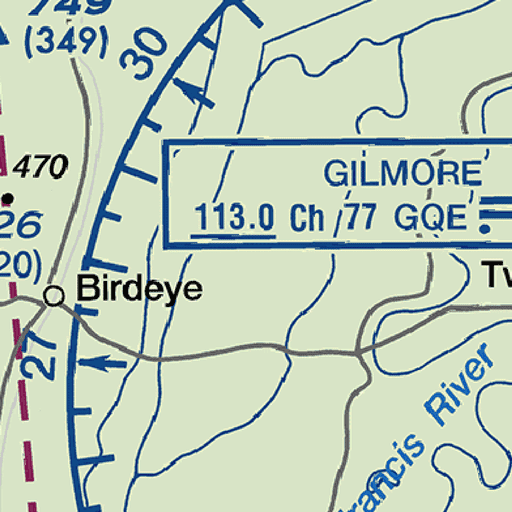 749
(349)
30
470
26
20)
GILMORE
113.0 Ch 77 GQE
Birdeye
Tw
27
rancis River